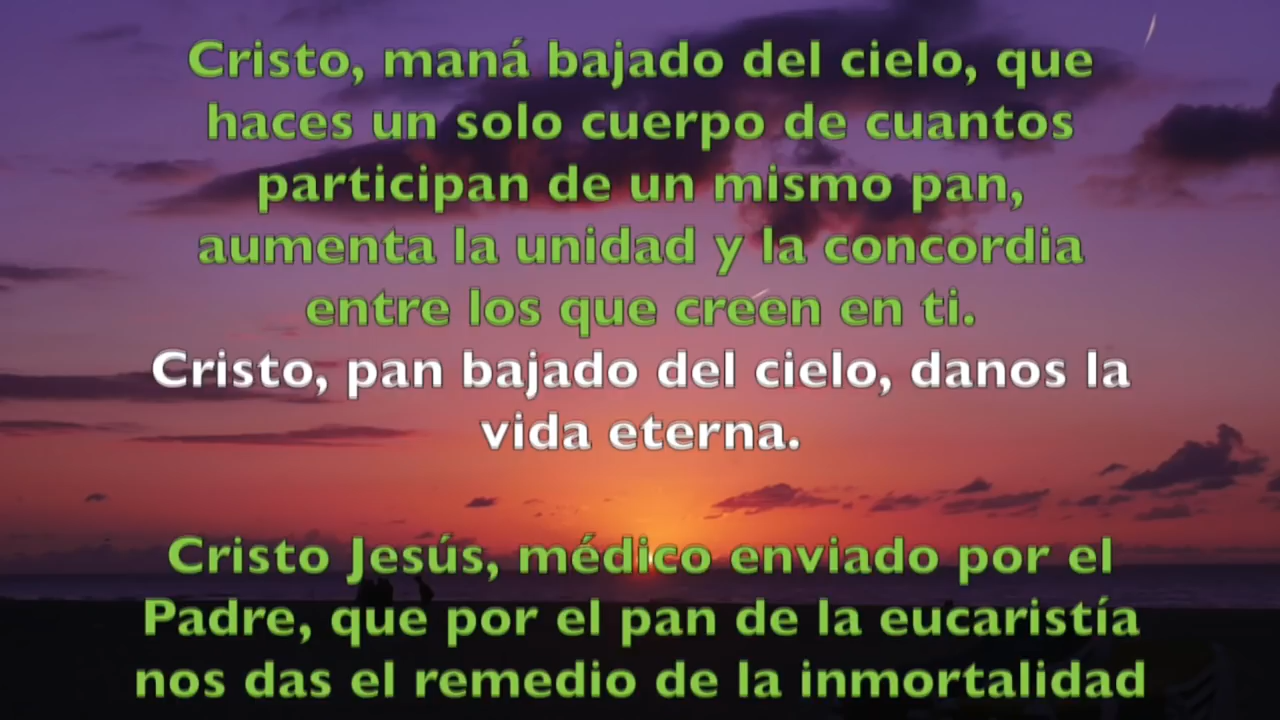 Cristo, maná bajado del cielo, que
haces un solo cuerpo de cuantos
participan de un mismo pan,
aumenta la unidad y la concordia
entre los que creen en ti.
Cristo, pan bajado del cielo, danos la
vida eterna.
Cristo Jesús, médico enviado por el
Padre, que por el pan de la eucaristía
nos das el remedio de la inmortalidad